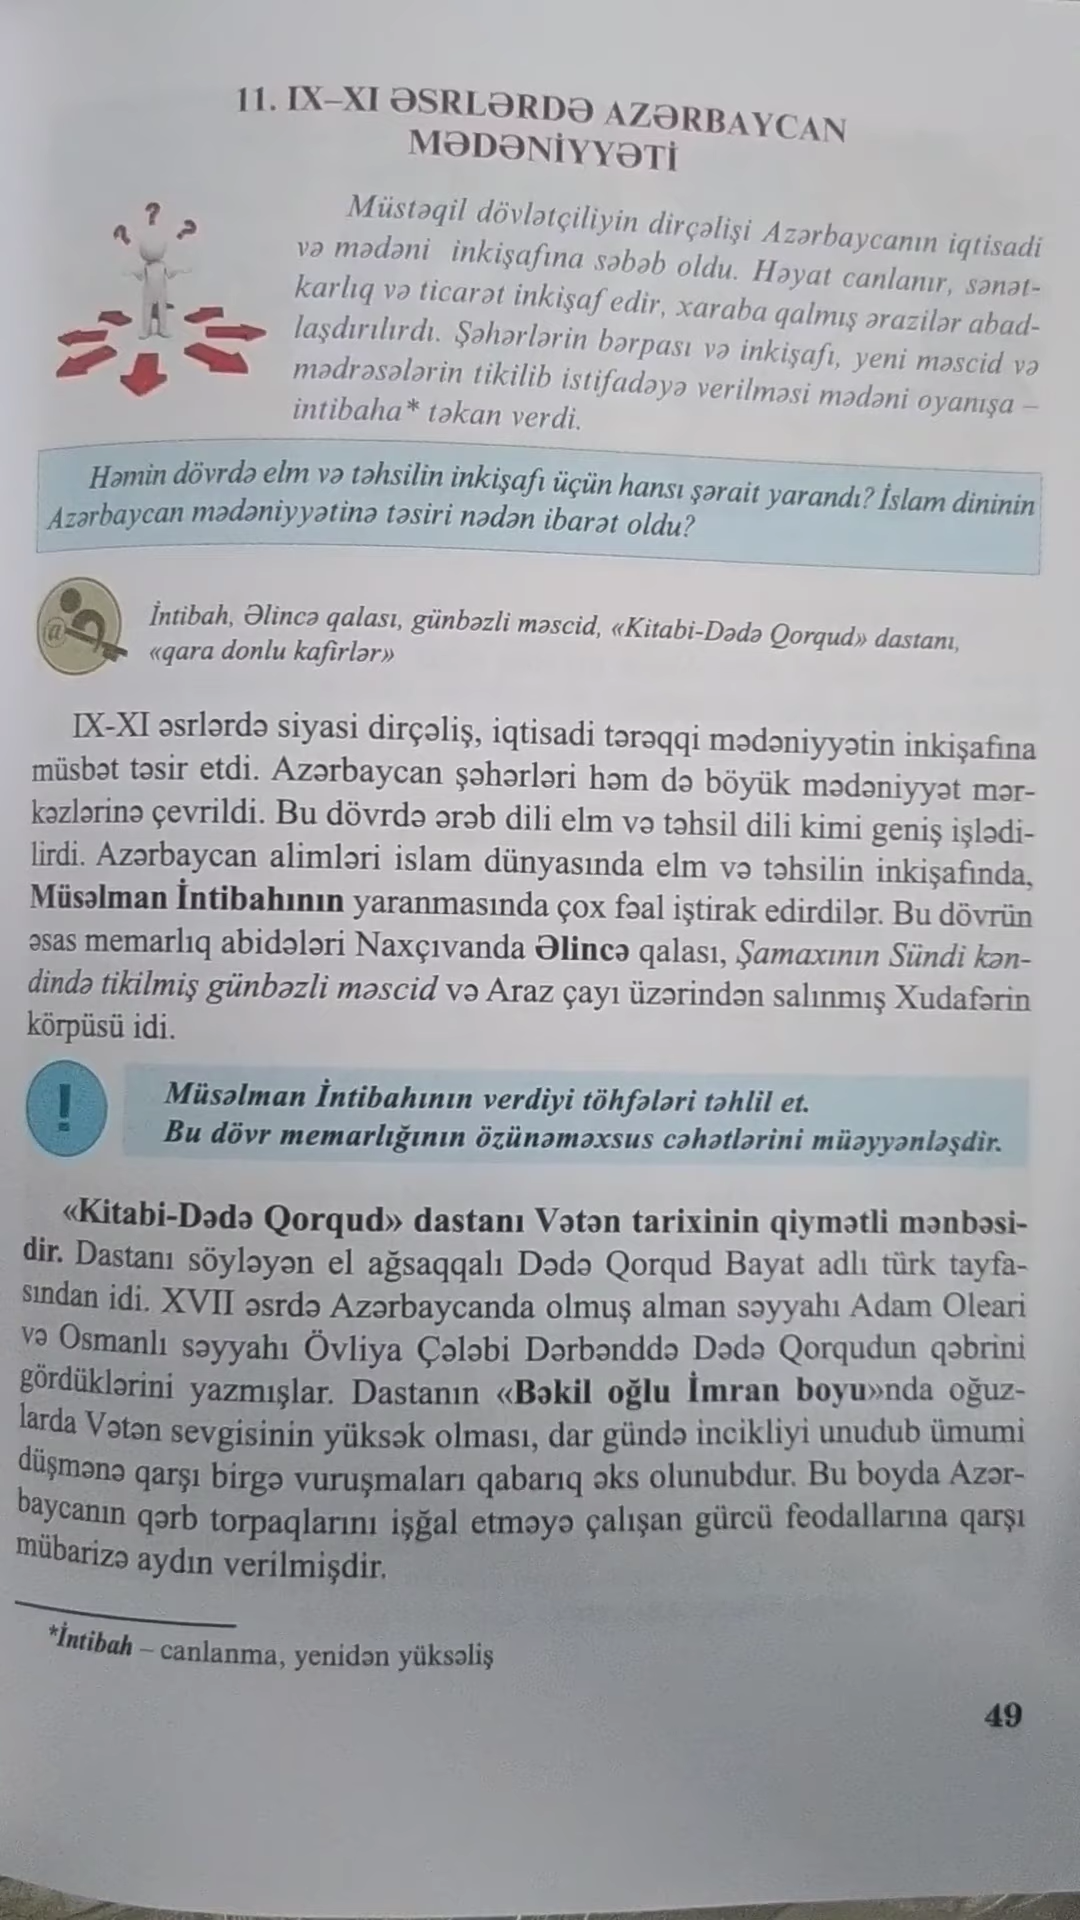 11. IX–XI ƏSRLƏRDƏ AZƏRBAYCAN
MƏDƏNİYYƏTİ
? ? ?
Müstəqil dövlətçiliyin dirçəlişi Azərbaycanın iqtisadi
və mədəni inkişafına səbəb oldu. Həyat canlanır, sənət-
karlıq və ticarət inkişaf edir, xaraba qalmış ərazilər abad-
laşdırılırdı. Şəhərlərin bərpası və inkişafı, yeni məscid və
mədrəsələrin tikilib istifadəyə verilməsi mədəni oyanışa –
intibaha* təkan verdi.
Həmin dövrdə elm və təhsilin inkişafı üçün hansı şərait yarandı? İslam dininin
Azərbaycan mədəniyyətinə təsiri nədən ibarət oldu?
@
İntibah, Əlincə qalası, günbəzli məscid, «Kitabi-Dədə Qorqud» dastanı,
«qara donlu kafirlər»
IX-XI əsrlərdə siyasi dirçəliş, iqtisadi tərəqqi mədəniyyətin inkişafına
müsbət təsir etdi. Azərbaycan şəhərləri həm də böyük mədəniyyət mər-
kəzlərinə çevrildi. Bu dövrdə ərəb dili elm və təhsil dili kimi geniş işlədi-
lirdi. Azərbaycan alimləri islam dünyasında elm və təhsilin inkişafında,
Müsəlman İntibahının yaranmasında çox fəal iştirak edirdilər. Bu dövrün
əsas memarlıq abidələri Naxçıvanda Əlincə qalası, Şamaxının Sündi kən-
dində tikilmiş günbəzli məscid və Araz çayı üzərindən salınmış Xudafərin
körpüsü idi.
!
Müsəlman İntibahının verdiyi töhfələri təhlil et.
Bu dövr memarlığının özünəməxsus cəhətlərini müəyyənləşdir.
«Kitabi-Dədə Qorqud» dastanı Vətən tarixinin qiymətli mənbəsi-
dir. Dastanı söyləyən el ağsaqqalı Dədə Qorqud Bayat adlı türk tayfa-
sından idi. XVII əsrdə Azərbaycanda olmuş alman səyyahı Adam Oleari
və Osmanlı səyyahı Övliya Çələbi Dərbənddə Dədə Qorqudun qəbrini
gördüklərini yazmışlar. Dastanın «Bəkil oğlu İmran boyu»nda oğuz-
larda Vətən sevgisinin yüksək olması, dar gündə incikliyi unudub ümumi
düşmənə qarşı birgə vuruşmaları qabarıq əks olunubdur. Bu boyda Azər-
baycanın qərb torpaqlarını işğal etməyə çalışan gürcü feodallarına qarşı
mübarizə aydın verilmişdir.
*İntibah – canlanma, yenidən yüksəliş
49